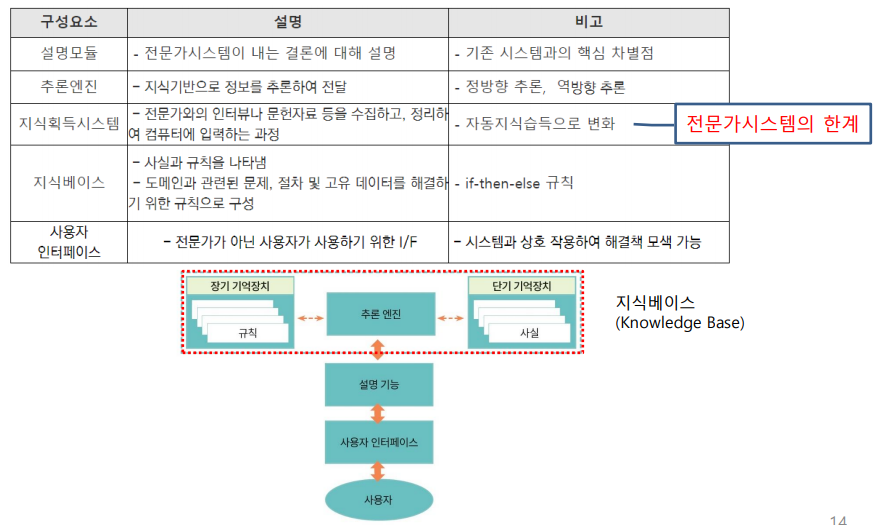 구성요소 설명 비고
설명모듈 - 전문가시스템이 내는 결론에 대해 설명 - 기존 시스템과의 핵심 차별점
추론엔진 - 지식기반으로 정보를 추론하여 전달 - 정방향 추론, 역방향 추론
지식획득시스템 - 전문가와의 인터뷰나 문헌자료 등을 수집하고, 정리하
여 컴퓨터에 입력하는 과정 - 자동지식습득으로 변화
전문가시스템의 한계
지식베이스 - 사실과 규칙을 나타냄
- 도메인과 관련된 문제, 절차 및 고유 데이터를 해결하
기 위한 규칙으로 구성 - if-then-else 규칙
사용자
인터페이스 - 전문가가 아닌 사용자가 사용하기 위한 I/F - 시스템과 상호 작용하여 해결책 모색 가능
장기 기억장치
규칙
추론 엔진
단기 기억장치
사실
지식베이스
(Knowledge Base)
설명 기능
사용자 인터페이스
사용자
14